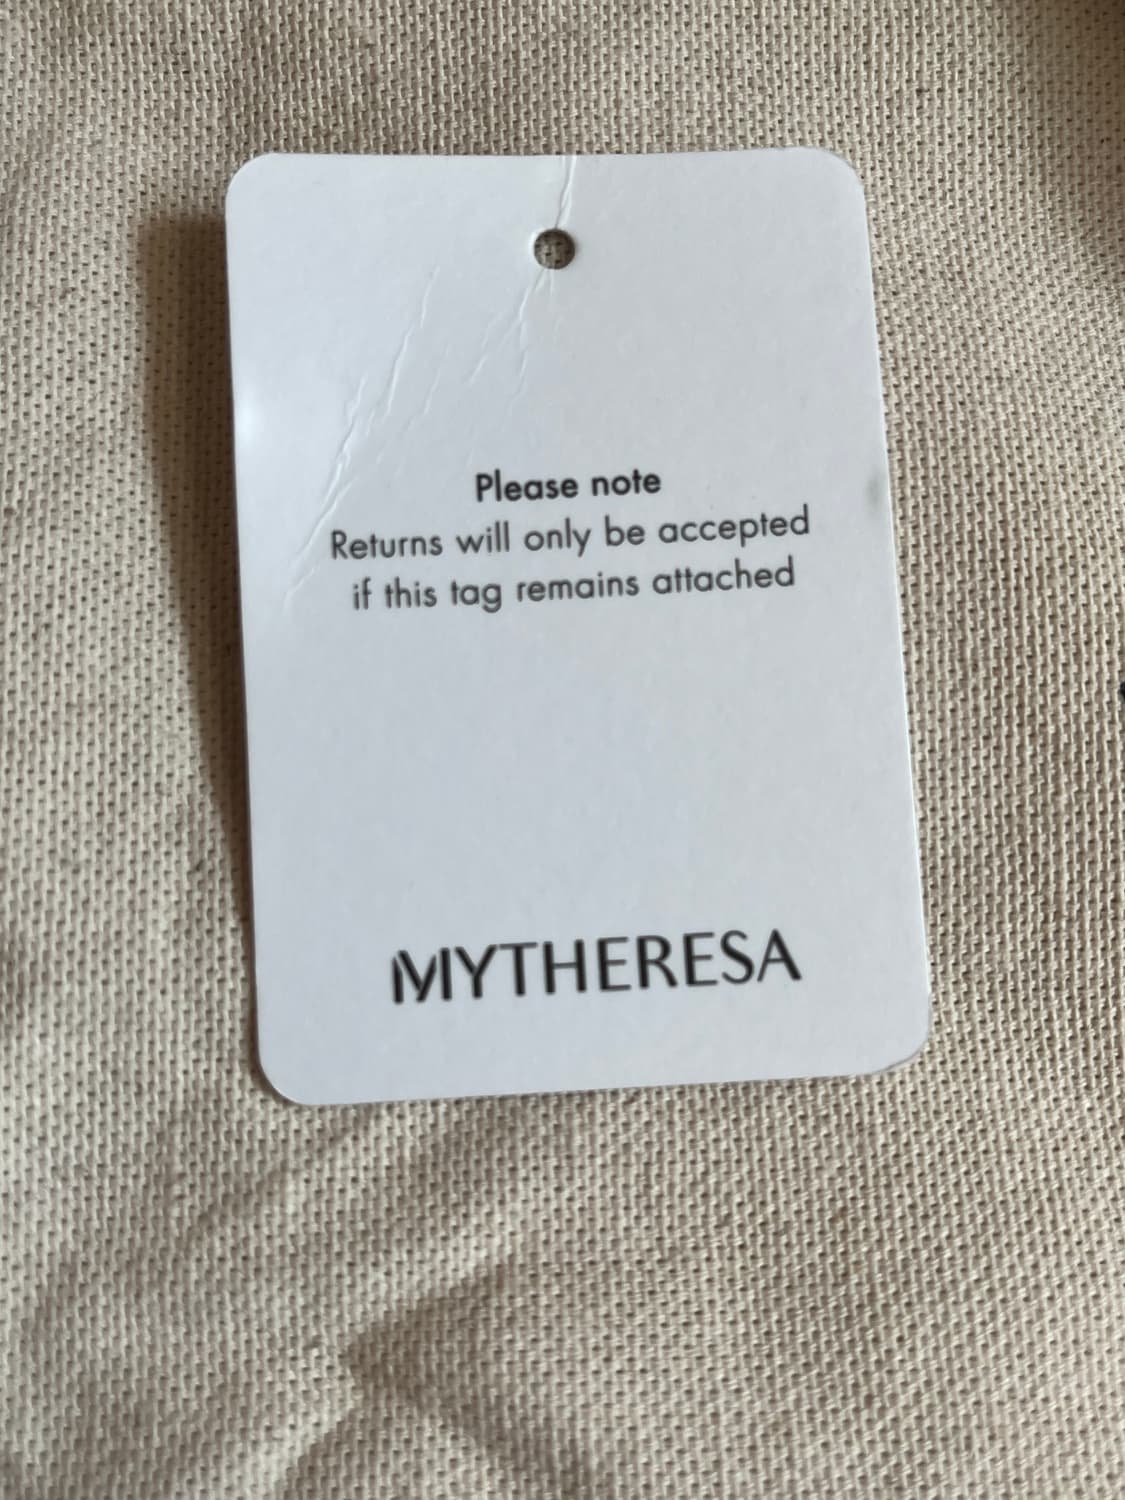 Please note
Returns will only be accepted
if this tag remains attached
MYTHERESA